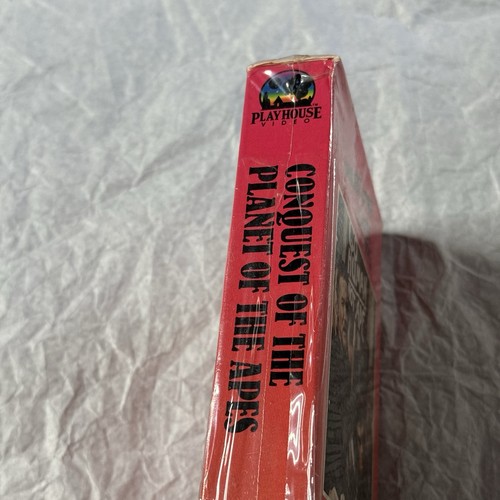 PLAYHOUSE
VIDEO
CONQUEST OF THE
PLANET OF THE APES